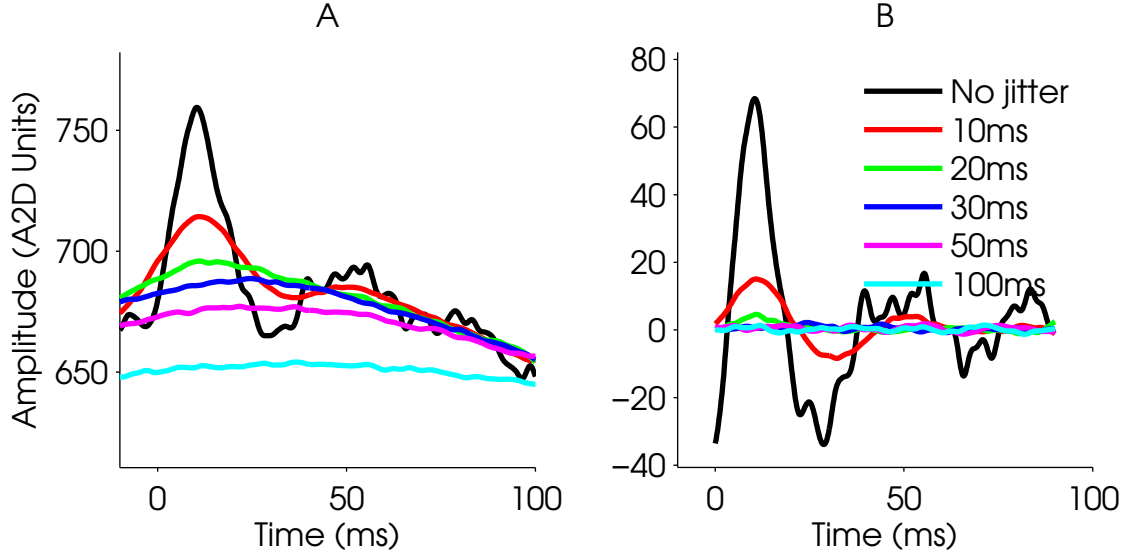 A
B
Amplitude (A2D Units)
750
700
650
0
50
100
Time (ms)
80
60
40
20
0
−20
−40
0
50
100
Time (ms)
No jitter
10ms
20ms
30ms
50ms
100ms